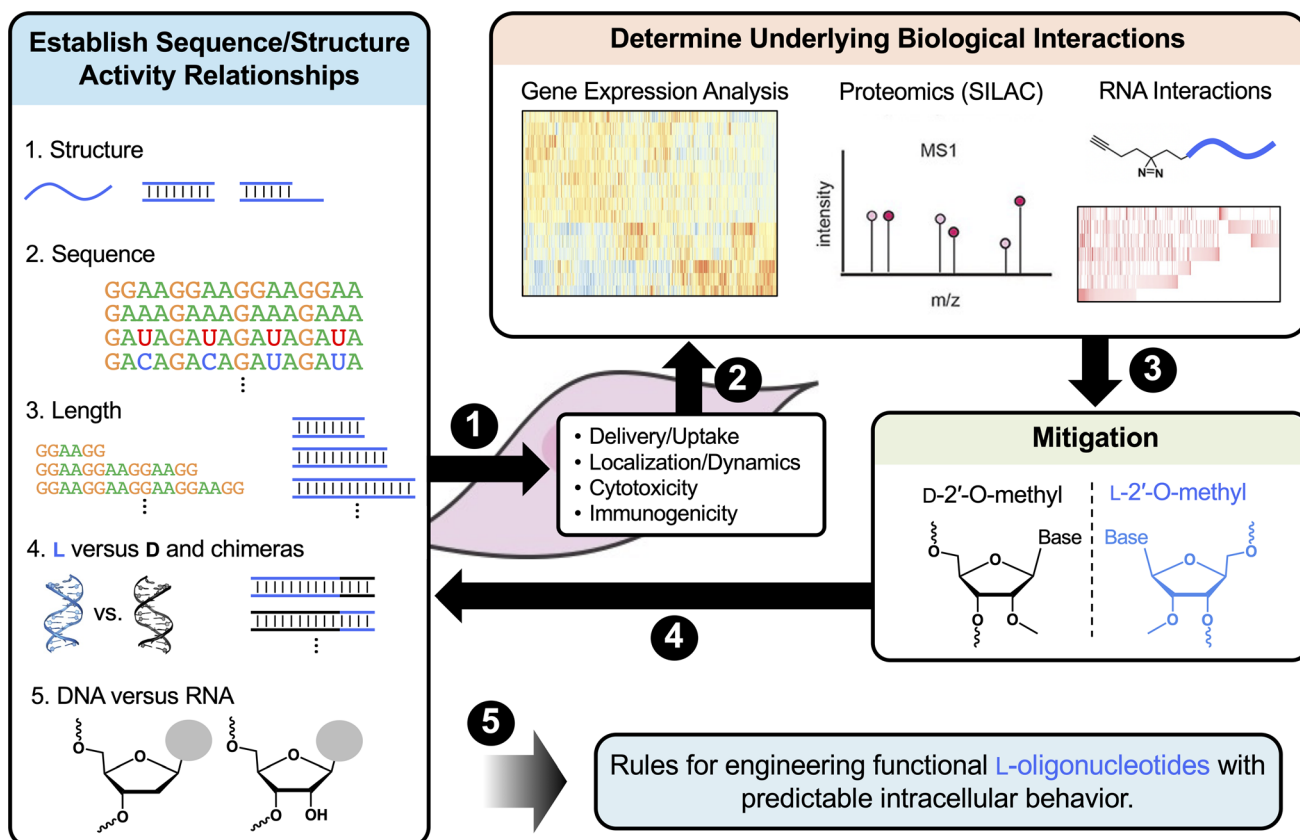 Establish Sequence/Structure
Activity Relationships
1. Structure
2. Sequence
GGAAGGAAGGAAGGAA
GAAAGAAAGAAAGAAA
GAUAGAUAGAUAGAUA
GACAGACAGAUAGAUA
⋮
3. Length
GGAAGG
GGAAGGAAGGAAGG
GGAAGGAAGGAAGGAAGG
⋮
⋮
4. L versus D and chimeras
vs.
⋮
5. DNA versus RNA
O
O
O
O
O
O
OH
1
• Delivery/Uptake
• Localization/Dynamics
• Cytotoxicity
• Immunogenicity
2
Determine Underlying Biological Interactions
Gene Expression Analysis
Proteomics (SILAC)
RNA Interactions
MS1
intensity
m/z
N=N
3
Mitigation
D-2′-O-methyl
L-2′-O-methyl
O
O
Base
O
O
Base
O
O
O
O
4
5
Rules for engineering functional L-oligonucleotides with
predictable intracellular behavior.